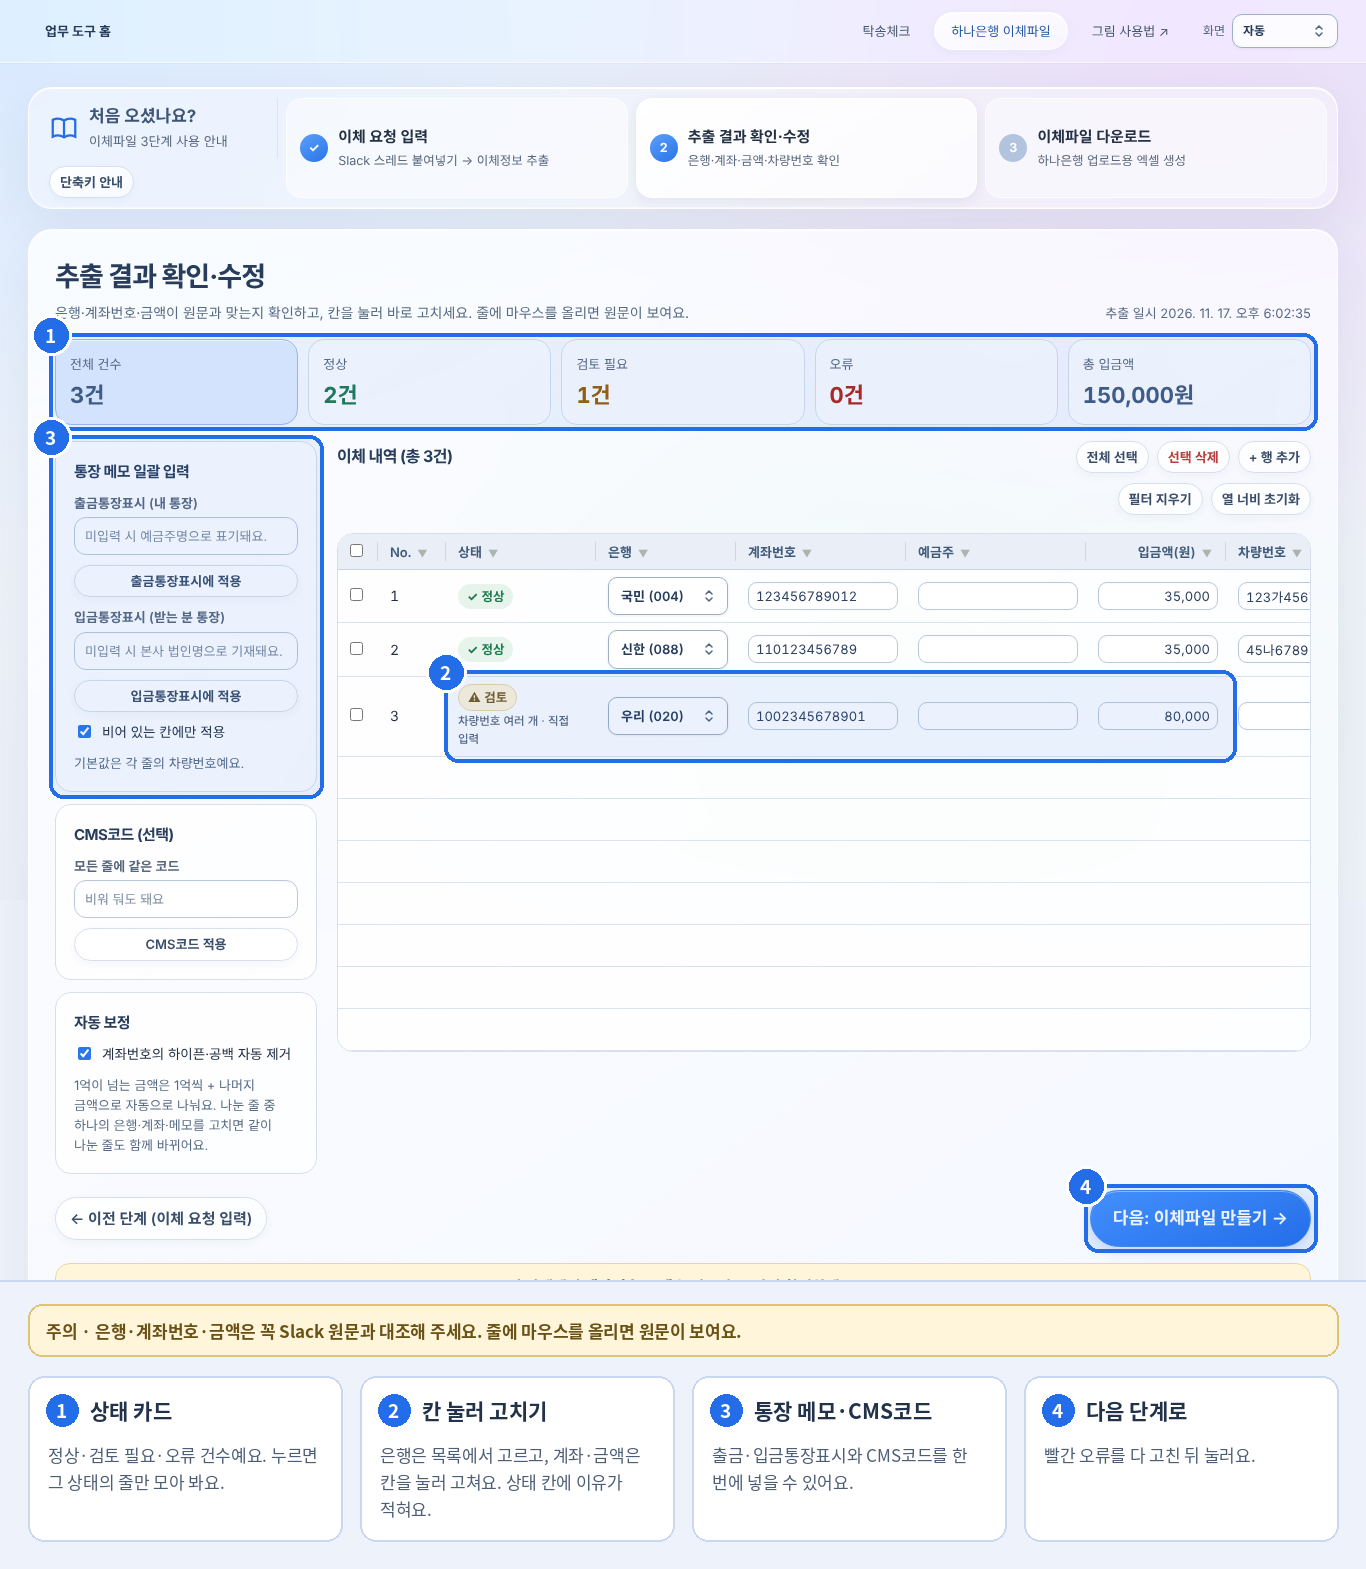 업무 도구 홈
탁송체크
하나은행 이체파일
그림 사용법 ↗
화면
자동
처음 오셨나요?
이체파일 3단계 사용 안내
단축키 안내
✓ 이체 요청 입력
Slack 스레드 붙여넣기 → 이체정보 추출
2 추출 결과 확인·수정
은행·계좌·금액·차량번호 확인
3 이체파일 다운로드
하나은행 업로드용 엑셀 생성
추출 결과 확인·수정
은행·계좌번호·금액이 원문과 맞는지 확인하고, 칸을 눌러 바로 고치세요. 줄에 마우스를 올리면 원문이 보여요.
추출 일시 2026. 11. 17. 오후 6:02:35
1
전체 건수
3건
정상
2건
검토 필요
1건
오류
0건
총 입금액
150,000원
3
통장 메모 일괄 입력
출금통장표시 (내 통장)
미입력 시 예금주명으로 표기돼요.
출금통장표시에 적용
입금통장표시 (받는 분 통장)
미입력 시 본사 법인명으로 기재돼요.
입금통장표시에 적용
비어 있는 칸에만 적용
기본값은 각 줄의 차량번호예요.
CMS코드 (선택)
모든 줄에 같은 코드
비워 둬도 돼요
CMS코드 적용
자동 보정
계좌번호의 하이픈·공백 자동 제거
1억이 넘는 금액은 1억씩 + 나머지
금액으로 자동으로 나눠요. 나눈 줄 중
하나의 은행·계좌·메모를 고치면 같이
나눈 줄도 함께 바뀌어요.
이체 내역 (총 3건)
전체 선택
선택 삭제
+ 행 추가
필터 지우기
열 너비 초기화
No. ▼ 상태 ▼ 은행 ▼ 계좌번호 ▼ 예금주 ▼ 입금액(원) ▼ 차량번호 ▼
1 ✓ 정상 국민 (004) 123456789012 35,000 123가456
2 ✓ 정상 신한 (088) 110123456789 35,000 45나6789
2
3 ⚠ 검토 우리 (020) 1002345678901 80,000
차량번호 여러 개 · 직접
입력
← 이전 단계 (이체 요청 입력)
4
다음: 이체파일 만들기 →
주의 · 은행·계좌번호·금액은 꼭 Slack 원문과 대조해 주세요. 줄에 마우스를 올리면 원문이 보여요.
1 상태 카드
정상·검토 필요·오류 건수예요. 누르면
그 상태의 줄만 모아 봐요.
2 칸 눌러 고치기
은행은 목록에서 고르고, 계좌·금액은
칸을 눌러 고쳐요. 상태 칸에 이유가
적혀요.
3 통장 메모·CMS코드
출금·입금통장표시와 CMS코드를 한
번에 넣을 수 있어요.
4 다음 단계로
빨간 오류를 다 고친 뒤 눌러요.